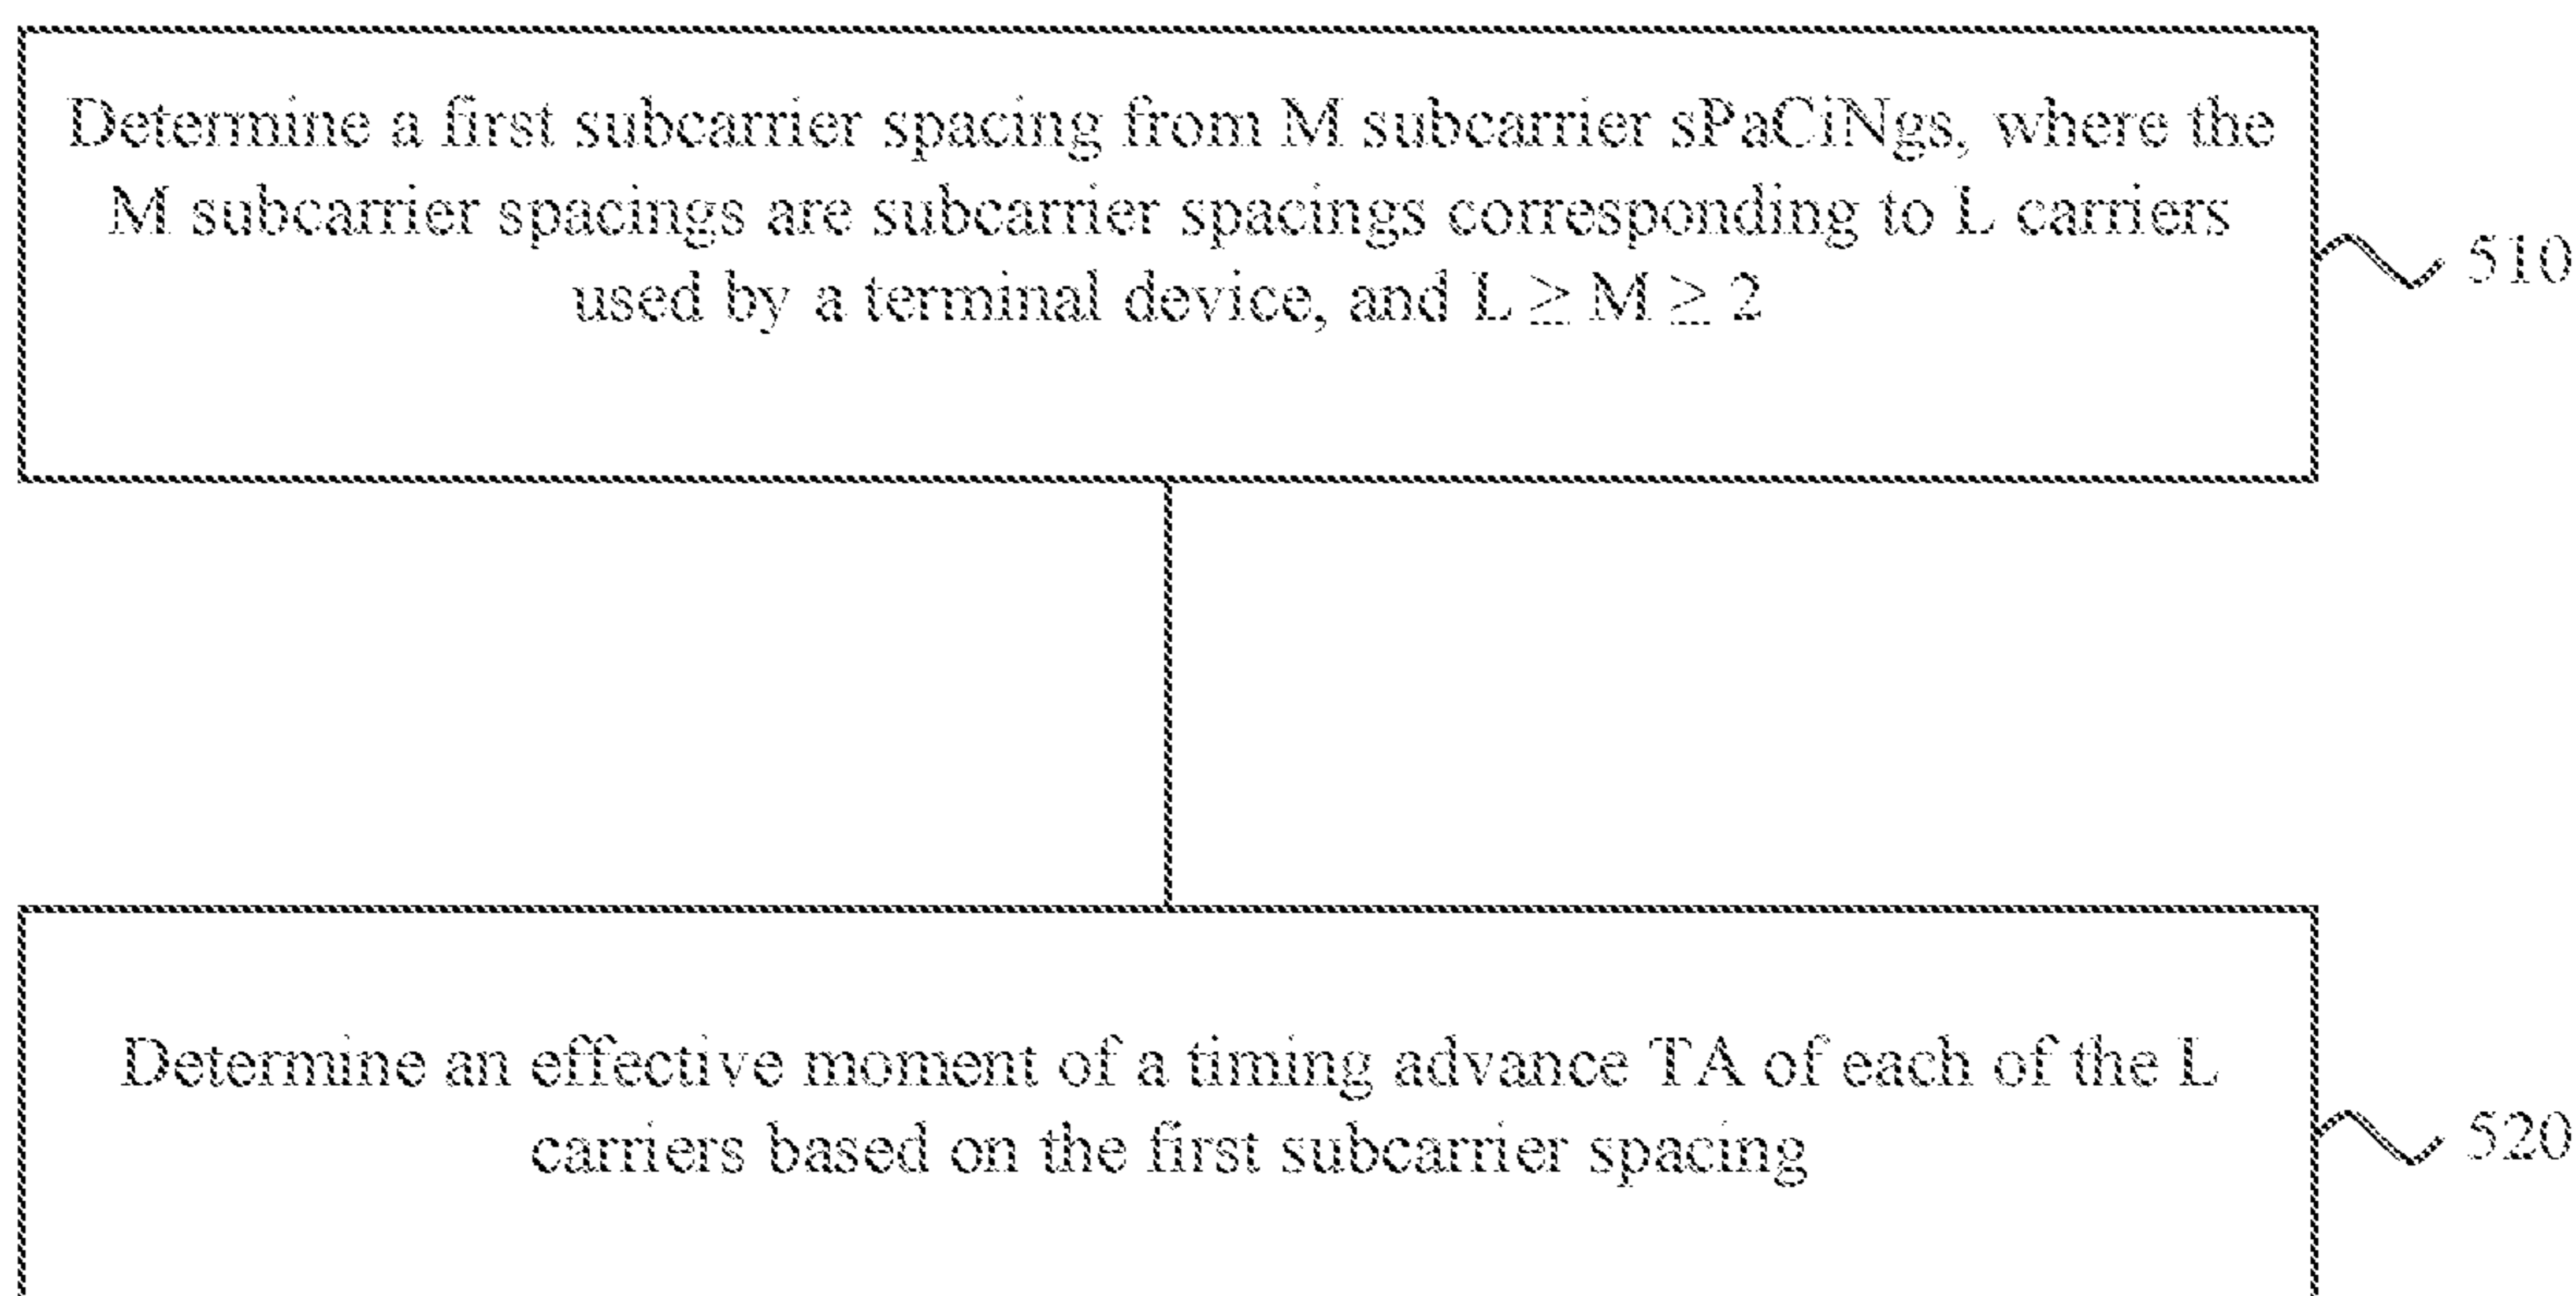 Determine a first subcarrier spacing from M subcarrier sPaCiNgs, where the
M subcarrier spacings are subcarrier spacings corresponding to L carriers
used by a terminal device, and L ≥ M ≥ 2
510
Determine an effective moment of a timing advance TA of each of the L
carriers based on the first subcarrier spacing
520